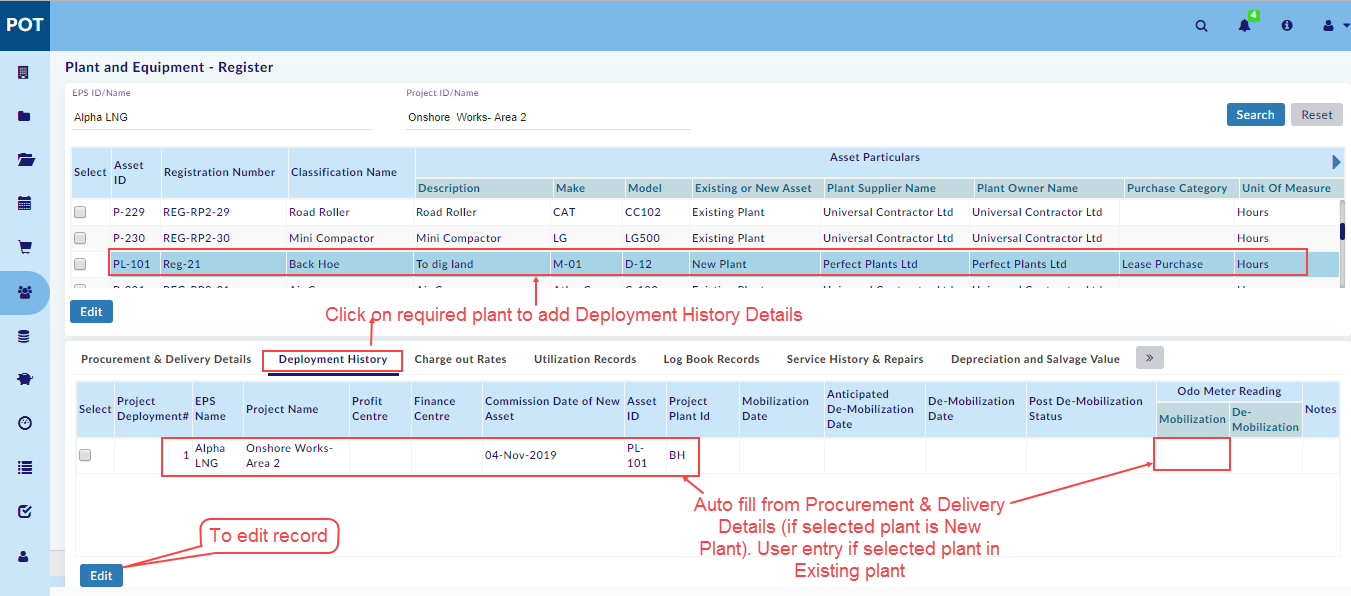 POT
4
Plant and Equipment - Register
EPS ID/Name
Project ID/Name
Alpha LNG
Onshore Works- Area 2
Search
Reset
Select
Asset ID
Registration Number
Classification Name
Asset Particulars
Description
Make
Model
Existing or New Asset
Plant Supplier Name
Plant Owner Name
Purchase Category
Unit Of Measure
P-229 REG-RP2-29 Road Roller Road Roller CAT CC102 Existing Plant Universal Contractor Ltd Universal Contractor Ltd Hours
P-230 REG-RP2-30 Mini Compactor Mini Compactor LG LG500 Existing Plant Universal Contractor Ltd Universal Contractor Ltd Hours
PL-101 Reg-21 Back Hoe To dig land M-01 D-12 New Plant Perfect Plants Ltd Perfect Plants Ltd Lease Purchase Hours
Edit
Click on required plant to add Deployment History Details
Procurement & Delivery Details
Deployment History
Charge out Rates
Utilization Records
Log Book Records
Service History & Repairs
Depreciation and Salvage Value
»
Select
Project
Deployment#
EPS
Name
Project Name
Profit
Centre
Finance
Centre
Commission Date of New
Asset
Asset
ID
Project
Plant Id
Mobilization
Date
Anticipated
De-Mobilization
Date
De-Mobilization
Date
Post De-Mobilization
Status
Odo Meter Reading
Mobilization
De-
Mobilization
Notes
1
Alpha
LNG
Onshore Works-
Area 2
04-Nov-2019
PL-
101
BH
Auto fill from Procurement & Delivery
Details (if selected plant is New
Plant). User entry if selected plant in
Existing plant
To edit record
Edit